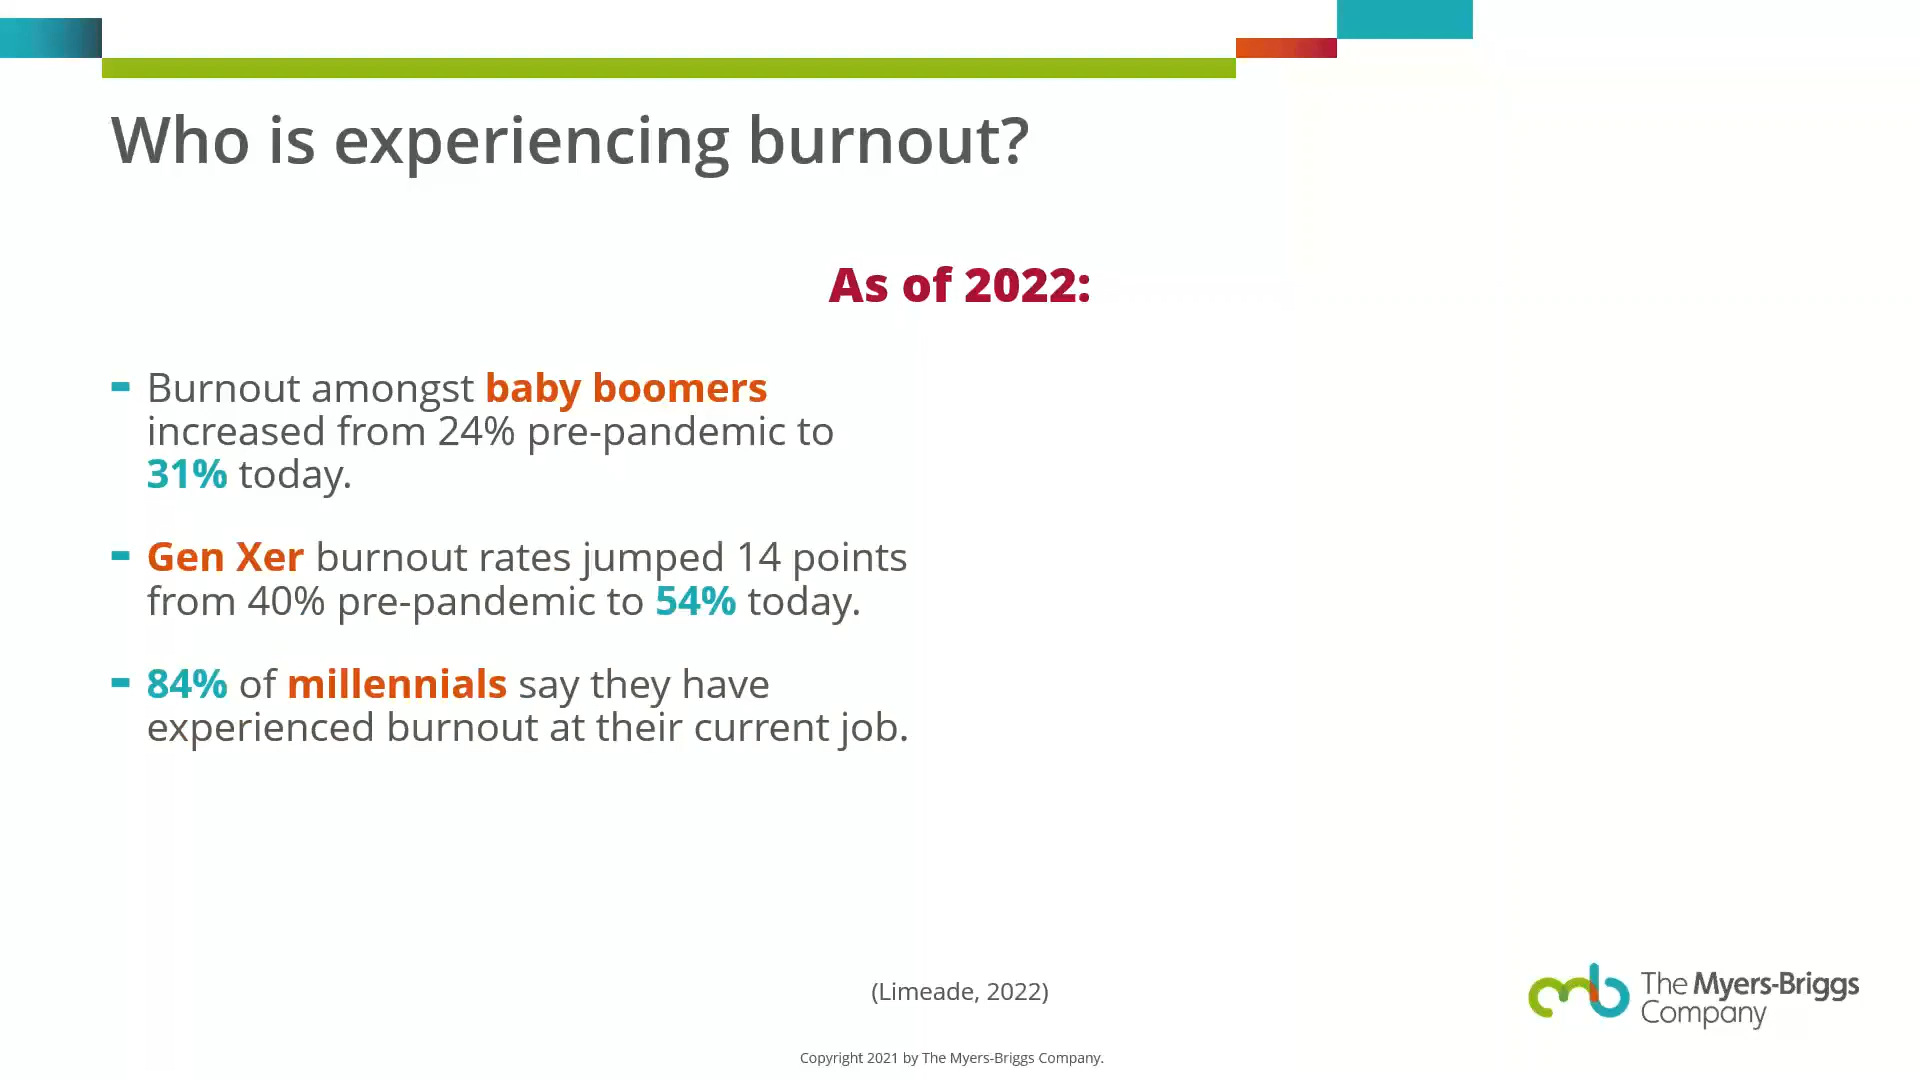 Who is experiencing burnout?
As of 2022:
- Burnout amongst baby boomers
increased from 24% pre-pandemic to
31% today.
- Gen Xer burnout rates jumped 14 points
from 40% pre-pandemic to 54% today.
- 84% of millennials say they have
experienced burnout at their current job.
(Limeade, 2022)
The Myers-Briggs
Company
Copyright 2021 by The Myers-Briggs Company.